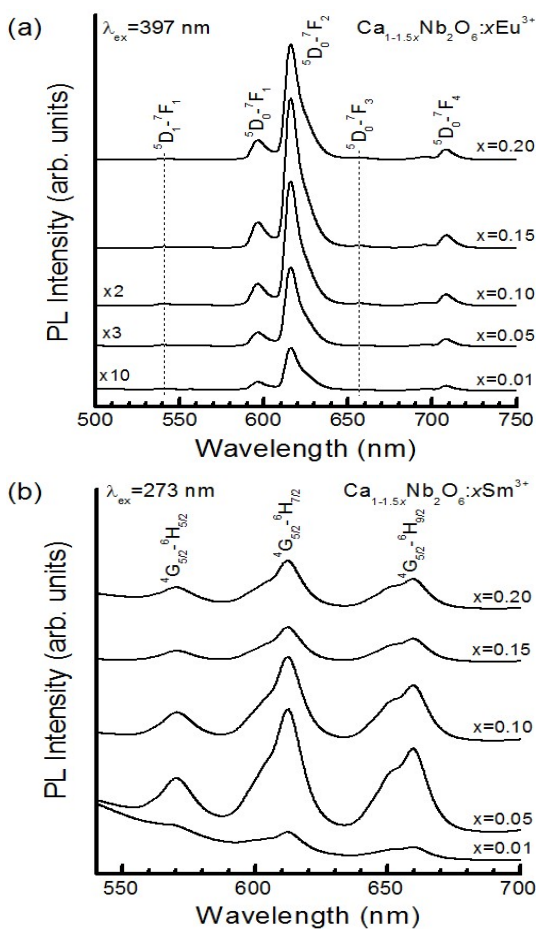 (a)
λex=397 nm
Ca1-1.5xNb2O6:xEu3+
5D1-7F1
5D0-7F1
5D0-7F2
5D0-7F3
5D0-7F4
x=0.20
x=0.15
x2
x=0.10
x3
x=0.05
x10
x=0.01
PL Intensity (arb. units)
500 550 600 650 700 750
Wavelength (nm)
(b)
λex=273 nm
Ca1-1.5xNb2O6:xSm3+
4G5/2-6H5/2
4G5/2-6H7/2
4G5/2-6H9/2
x=0.20
x=0.15
x=0.10
x=0.05
x=0.01
PL Intensity (arb. units)
550 600 650 700
Wavelength (nm)